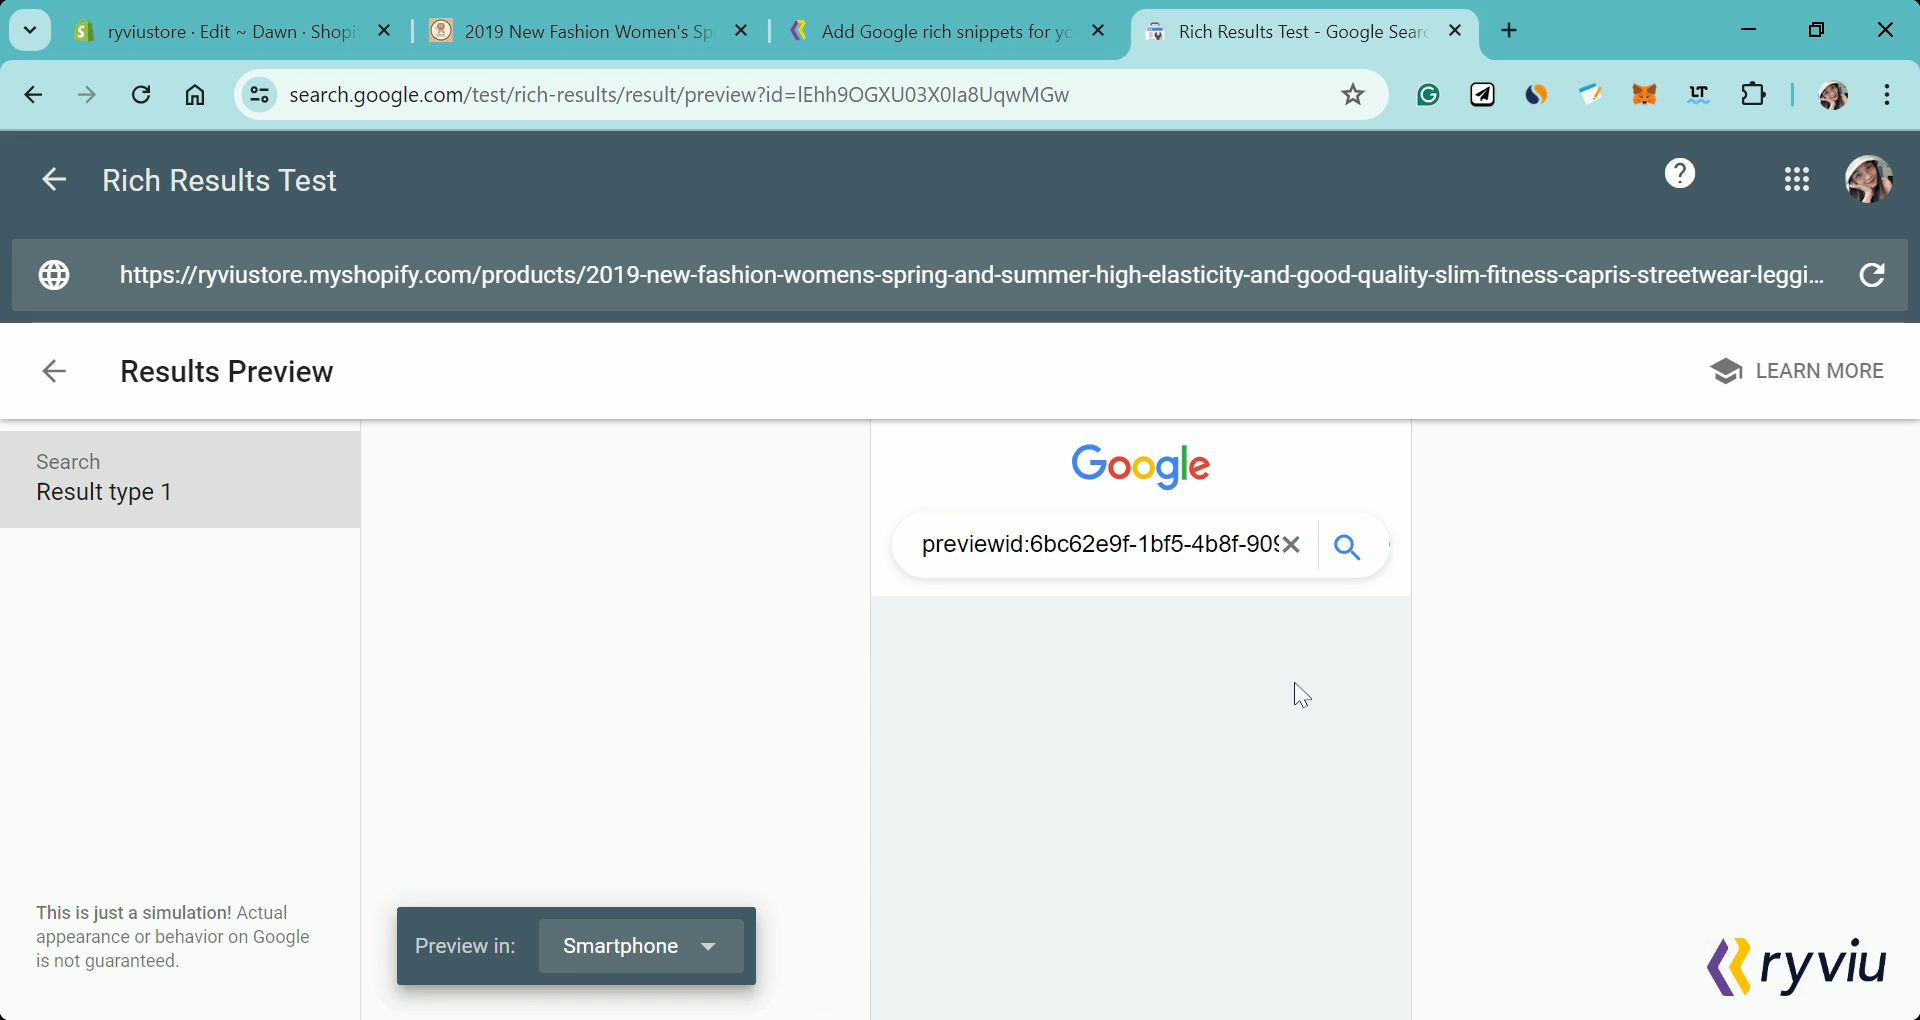 ryviustore · Edit ~ Dawn · Shopi
2019 New Fashion Women's Sp
Add Google rich snippets for yo
Rich Results Test - Google Searc
search.google.com/test/rich-results/result/preview?id=IEhh9OGXU03X0Ia8UqwMGw
LT
Rich Results Test
https://ryviustore.myshopify.com/products/2019-new-fashion-womens-spring-and-summer-high-elasticity-and-good-quality-slim-fitness-capris-streetwear-leggi...
Results Preview
LEARN MORE
Search
Result type 1
Google
previewid:6bc62e9f-1bf5-4b8f-909
This is just a simulation! Actual
appearance or behavior on Google
is not guaranteed.
Preview in:
Smartphone
ryviu